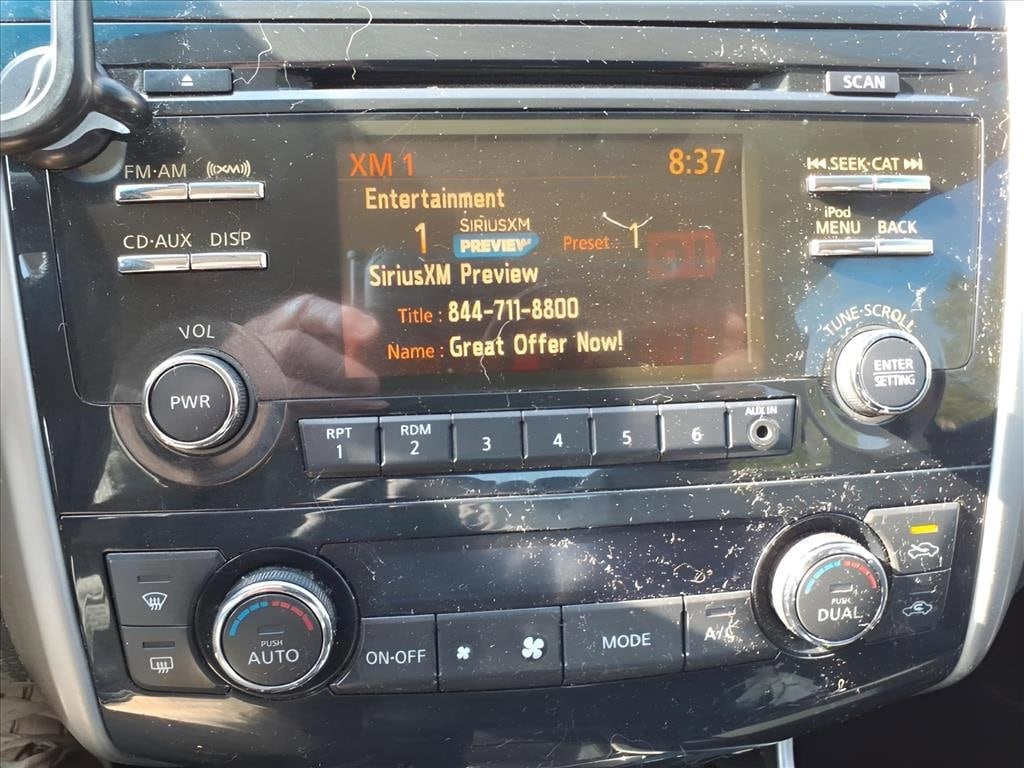 SCAN
FM·AM ((XM))
CD·AUX DISP
VOL
PWR
XM 1 8:37
Entertainment
1 SIRIUSXM
PREVIEW Preset : 1
SiriusXM Preview
Title : 844-711-8800
Name : Great Offer Now!
SEEK·CAT
iPod
MENU BACK
TUNE·SCROLL
ENTER
SETTING
RPT
1
RDM
2
3
4
5
6
AUX IN
PUSH
AUTO
ON·OFF
MODE
A/C
PUSH
DUAL